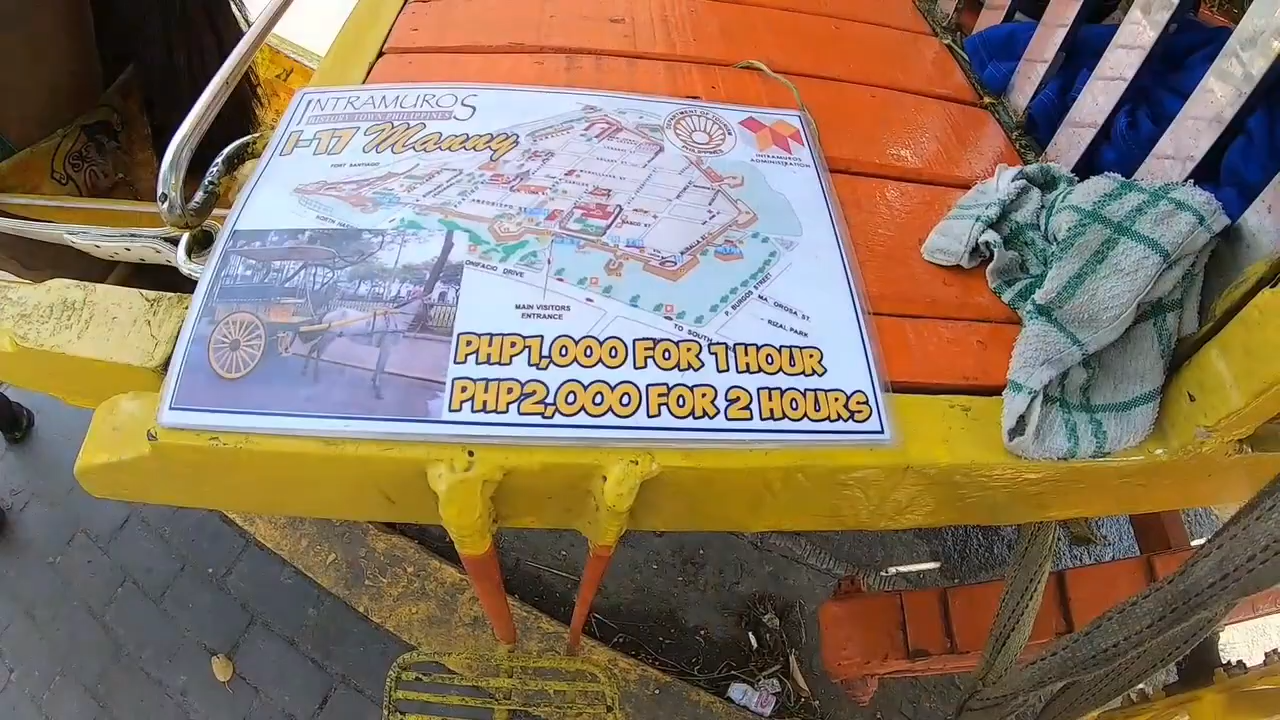 INTRAMUROS
HISTORY TOWN PHILIPPINES
I-17 Manny
DEPARTMENT OF TOURISM
PHILIPPINES
INTRAMUROS
ADMINISTRATION
FORT SANTIAGO
BONIFACIO DRIVE
MAIN VISITORS
ENTRANCE
P. BURGOS STREET
MA. OROSA ST.
RIZAL PARK
TO SOUTH
PHP1,000 FOR 1 HOUR
PHP2,000 FOR 2 HOURS